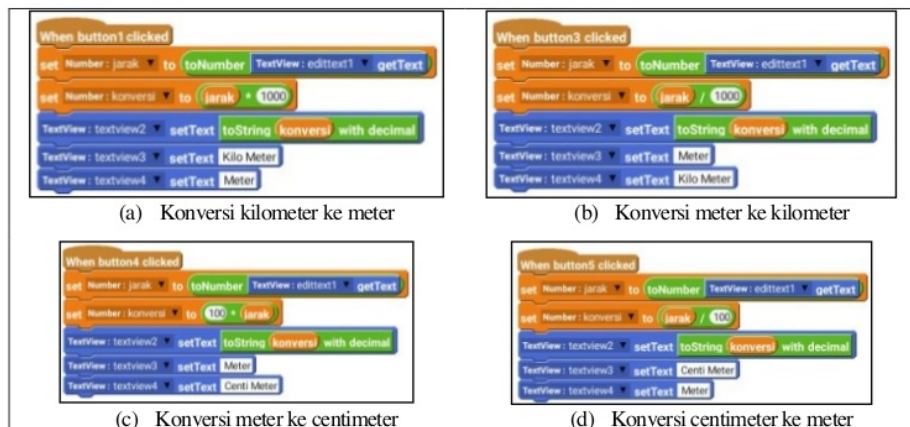 When button1 clicked
set Number : jarak to toNumber TextView : edittext1 getText
set Number : konversi to jarak * 1000
TextView : textview2 setText toString konversi with decimal
TextView : textview3 setText Kilo Meter
TextView : textview4 setText Meter
(a) Konversi kilometer ke meter
When button3 clicked
set Number : jarak to toNumber TextView : edittext1 getText
set Number : konversi to jarak / 1000
TextView : textview2 setText toString konversi with decimal
TextView : textview3 setText Meter
TextView : textview4 setText Kilo Meter
(b) Konversi meter ke kilometer
When button4 clicked
set Number : jarak to toNumber TextView : edittext1 getText
set Number : konversi to 100 * jarak
TextView : textview2 setText toString konversi with decimal
TextView : textview3 setText Meter
TextView : textview4 setText Centi Meter
(c) Konversi meter ke centimeter
When button5 clicked
set Number : jarak to toNumber TextView : edittext1 getText
set Number : konversi to jarak / 100
TextView : textview2 setText toString konversi with decimal
TextView : textview3 setText Centi Meter
TextView : textview4 setText Meter
(d) Konversi centimeter ke meter